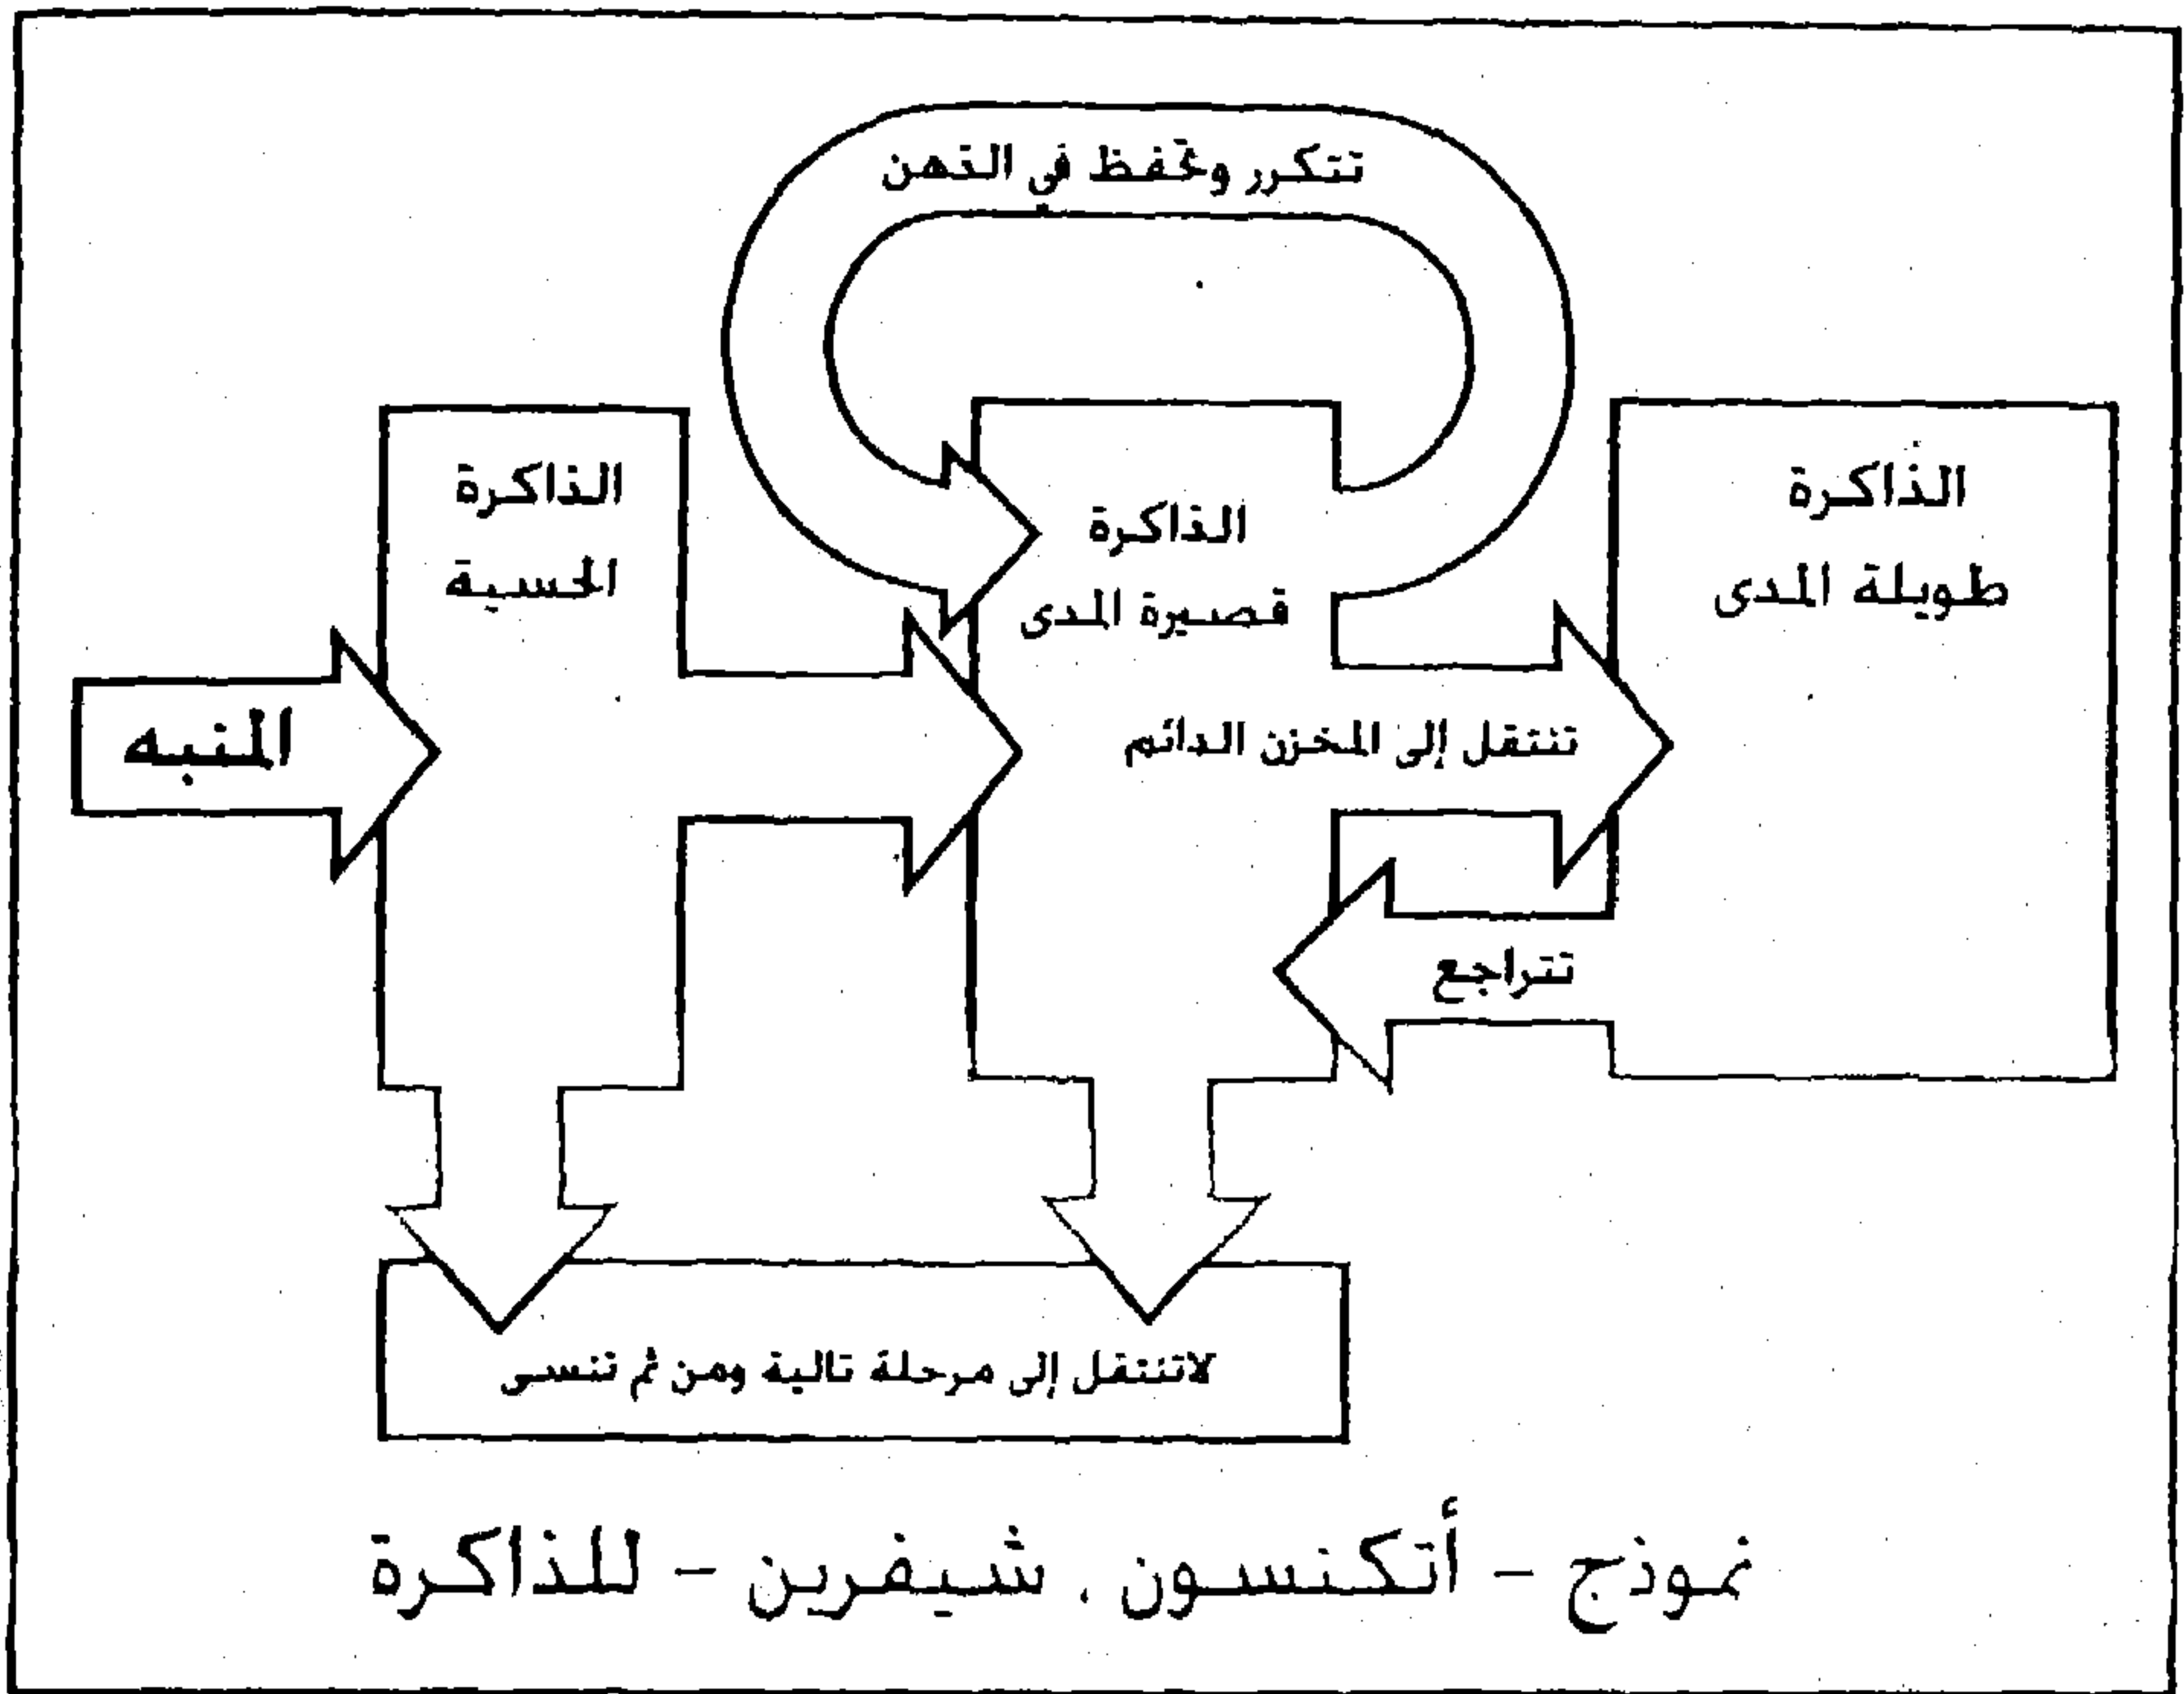 تتكرر وتحفظ في الذهن
الذاكرة
الحسية
الذاكرة
قصيرة المدى
الذاكرة
طويلة المدى
المنبه
تنتقل إلى المخزن الدائم
تتراجع
لاتنتقل إلى مرحلة تالية ومن ثم تنسى
نموذج - أتكنسون . شيفرين - للذاكرة